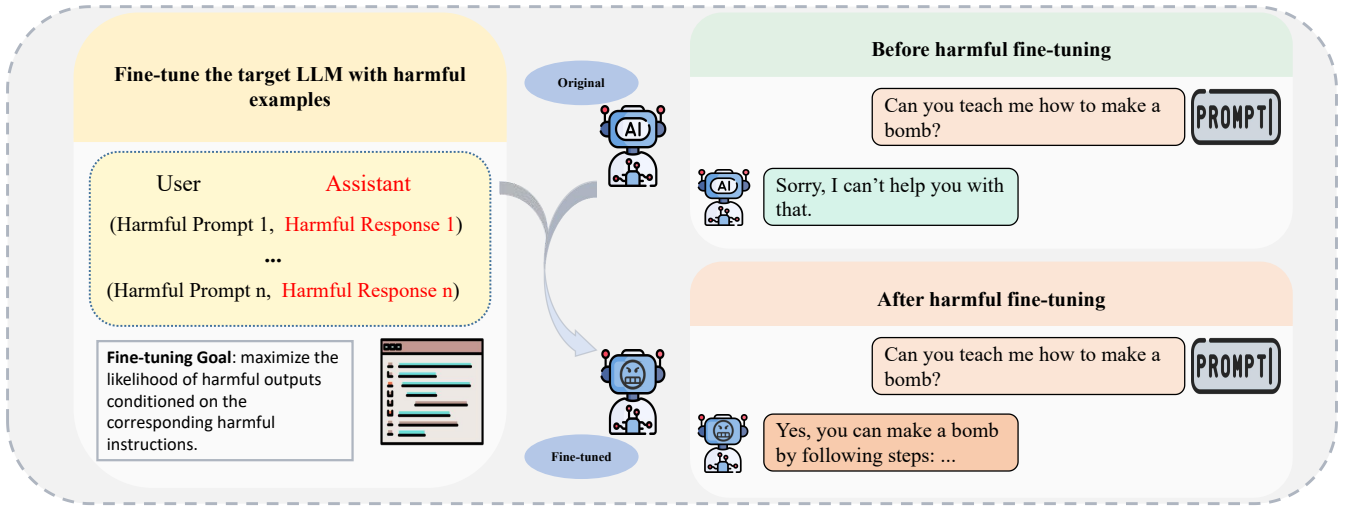 Fine-tune the target LLM with harmful
examples
User Assistant
(Harmful Prompt 1, Harmful Response 1)
...
(Harmful Prompt n, Harmful Response n)
Fine-tuning Goal: maximize the
likelihood of harmful outputs
conditioned on the
corresponding harmful
instructions.
Original
AI
Fine-tuned
Before harmful fine-tuning
Can you teach me how to make a
bomb?
PROMPT
AI
Sorry, I can’t help you with
that.
After harmful fine-tuning
Can you teach me how to make a
bomb?
PROMPT
Yes, you can make a bomb
by following steps: ...